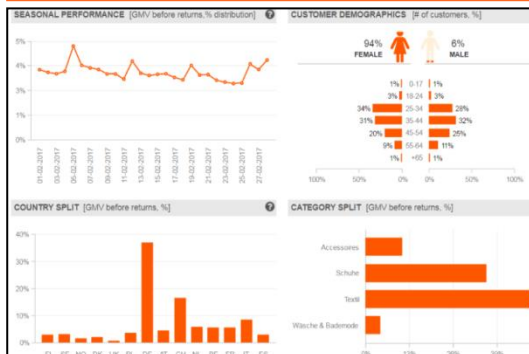 SEASONAL PERFORMANCE [GMV before returns,% distribution] ?
5%
5%
4%
3%
2%
1%
0%
01-02-2017
03-02-2017
05-02-2017
07-02-2017
09-02-2017
11-02-2017
13-02-2017
15-02-2017
17-02-2017
19-02-2017
21-02-2017
23-02-2017
25-02-2017
27-02-2017
CUSTOMER DEMOGRAPHICS [# of customers, %]
94%
FEMALE
6%
MALE
1% 0-17 1%
3% 18-24 3%
34% 25-34 28%
31% 35-44 32%
20% 45-54 25%
9% 55-64 11%
1% +65 1%
100% 0% 0% 100%
COUNTRY SPLIT [GMV before returns, %] ?
40%
30%
20%
10%
0%
CATEGORY SPLIT [GMV before returns, %]
Accessoires
Schuhe
Textil
Wäsche & Bademode
0%